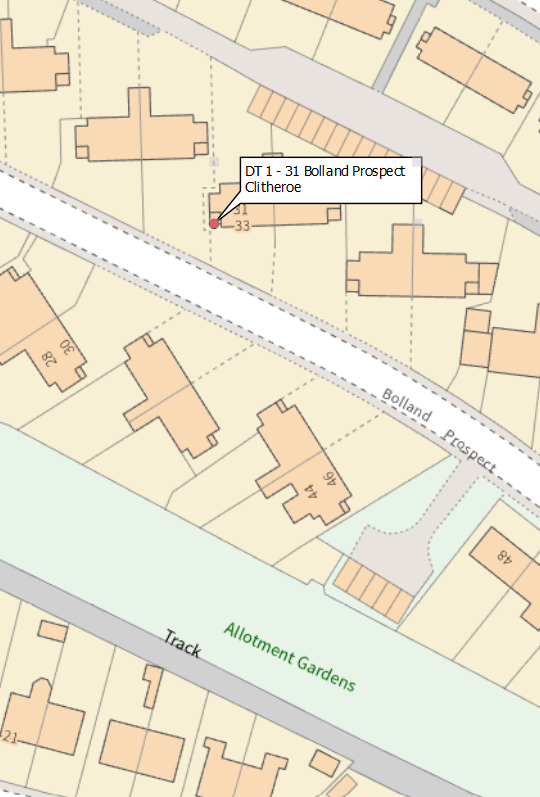 DT 1 - 31 Bolland Prospect
Clitheroe
31
33
30
28
Bolland Prospect
46
44
48
Allotment Gardens
Track
21